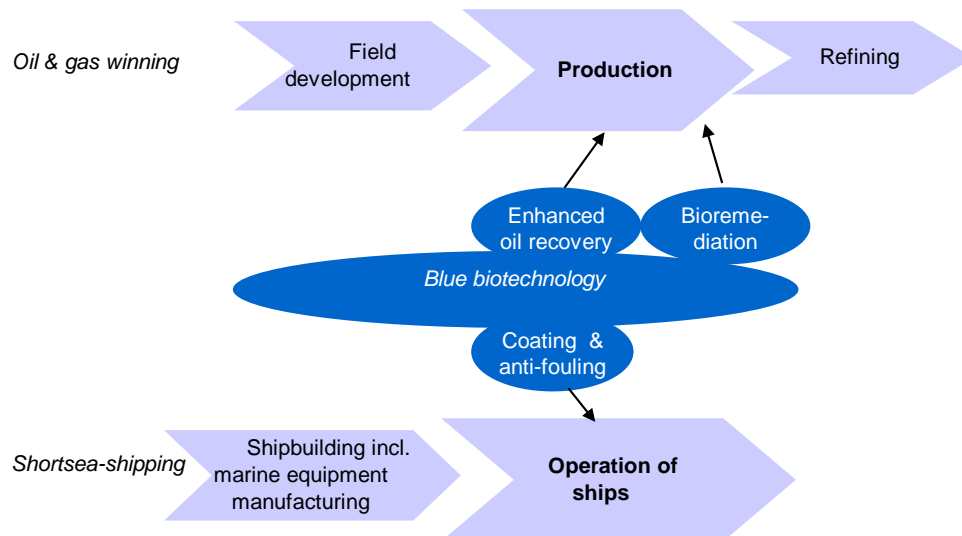 Oil & gas winning
Field
development
Production
Refining
Enhanced
oil recovery
Bioreme-
diation
Blue biotechnology
Coating &
anti-fouling
Shortsea-shipping
Shipbuilding incl.
marine equipment
manufacturing
Operation of
ships